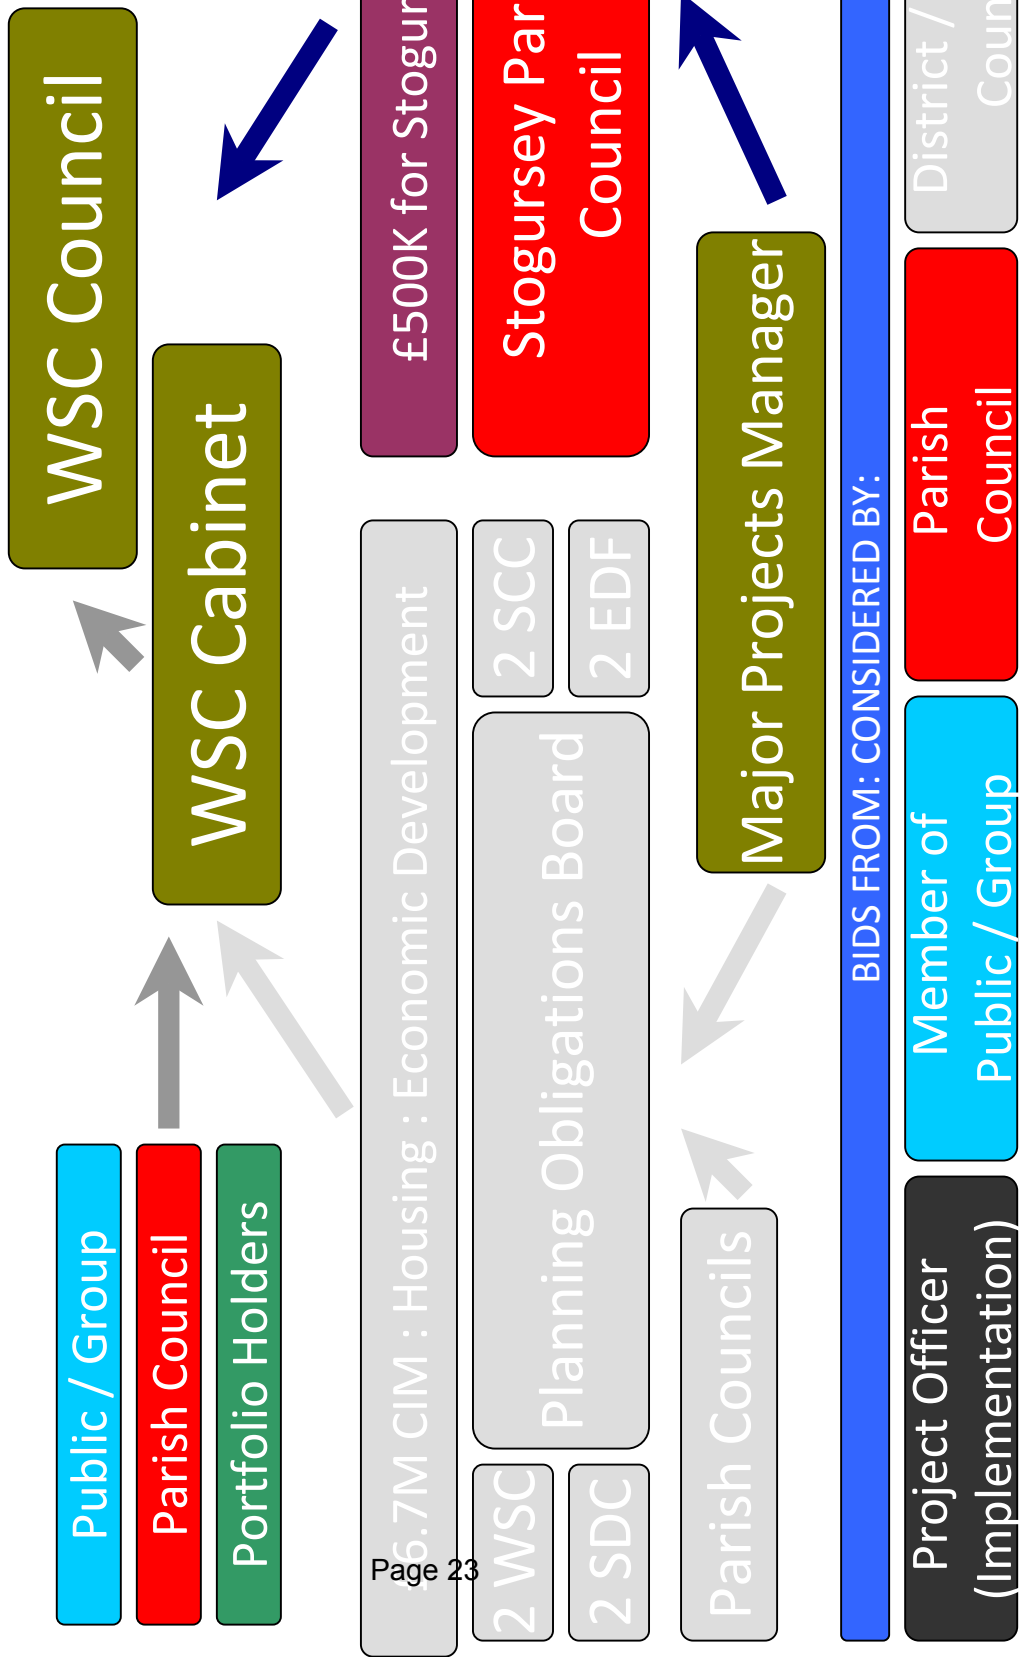 WSC Council
Public / Group
Parish Council
Portfolio Holders
WSC Cabinet
£6.7M CIM : Housing : Economic Development
£500K for Stogur
2 WSC
2 SDC
Planning Obligations Board
2 SCC
2 EDF
Stogursey Par
Council
Parish Councils
Major Projects Manager
BIDS FROM: CONSIDERED BY:
Project Officer
(Implementation)
Member of
Public / Group
Parish
Council
District /
Coun
Page 23